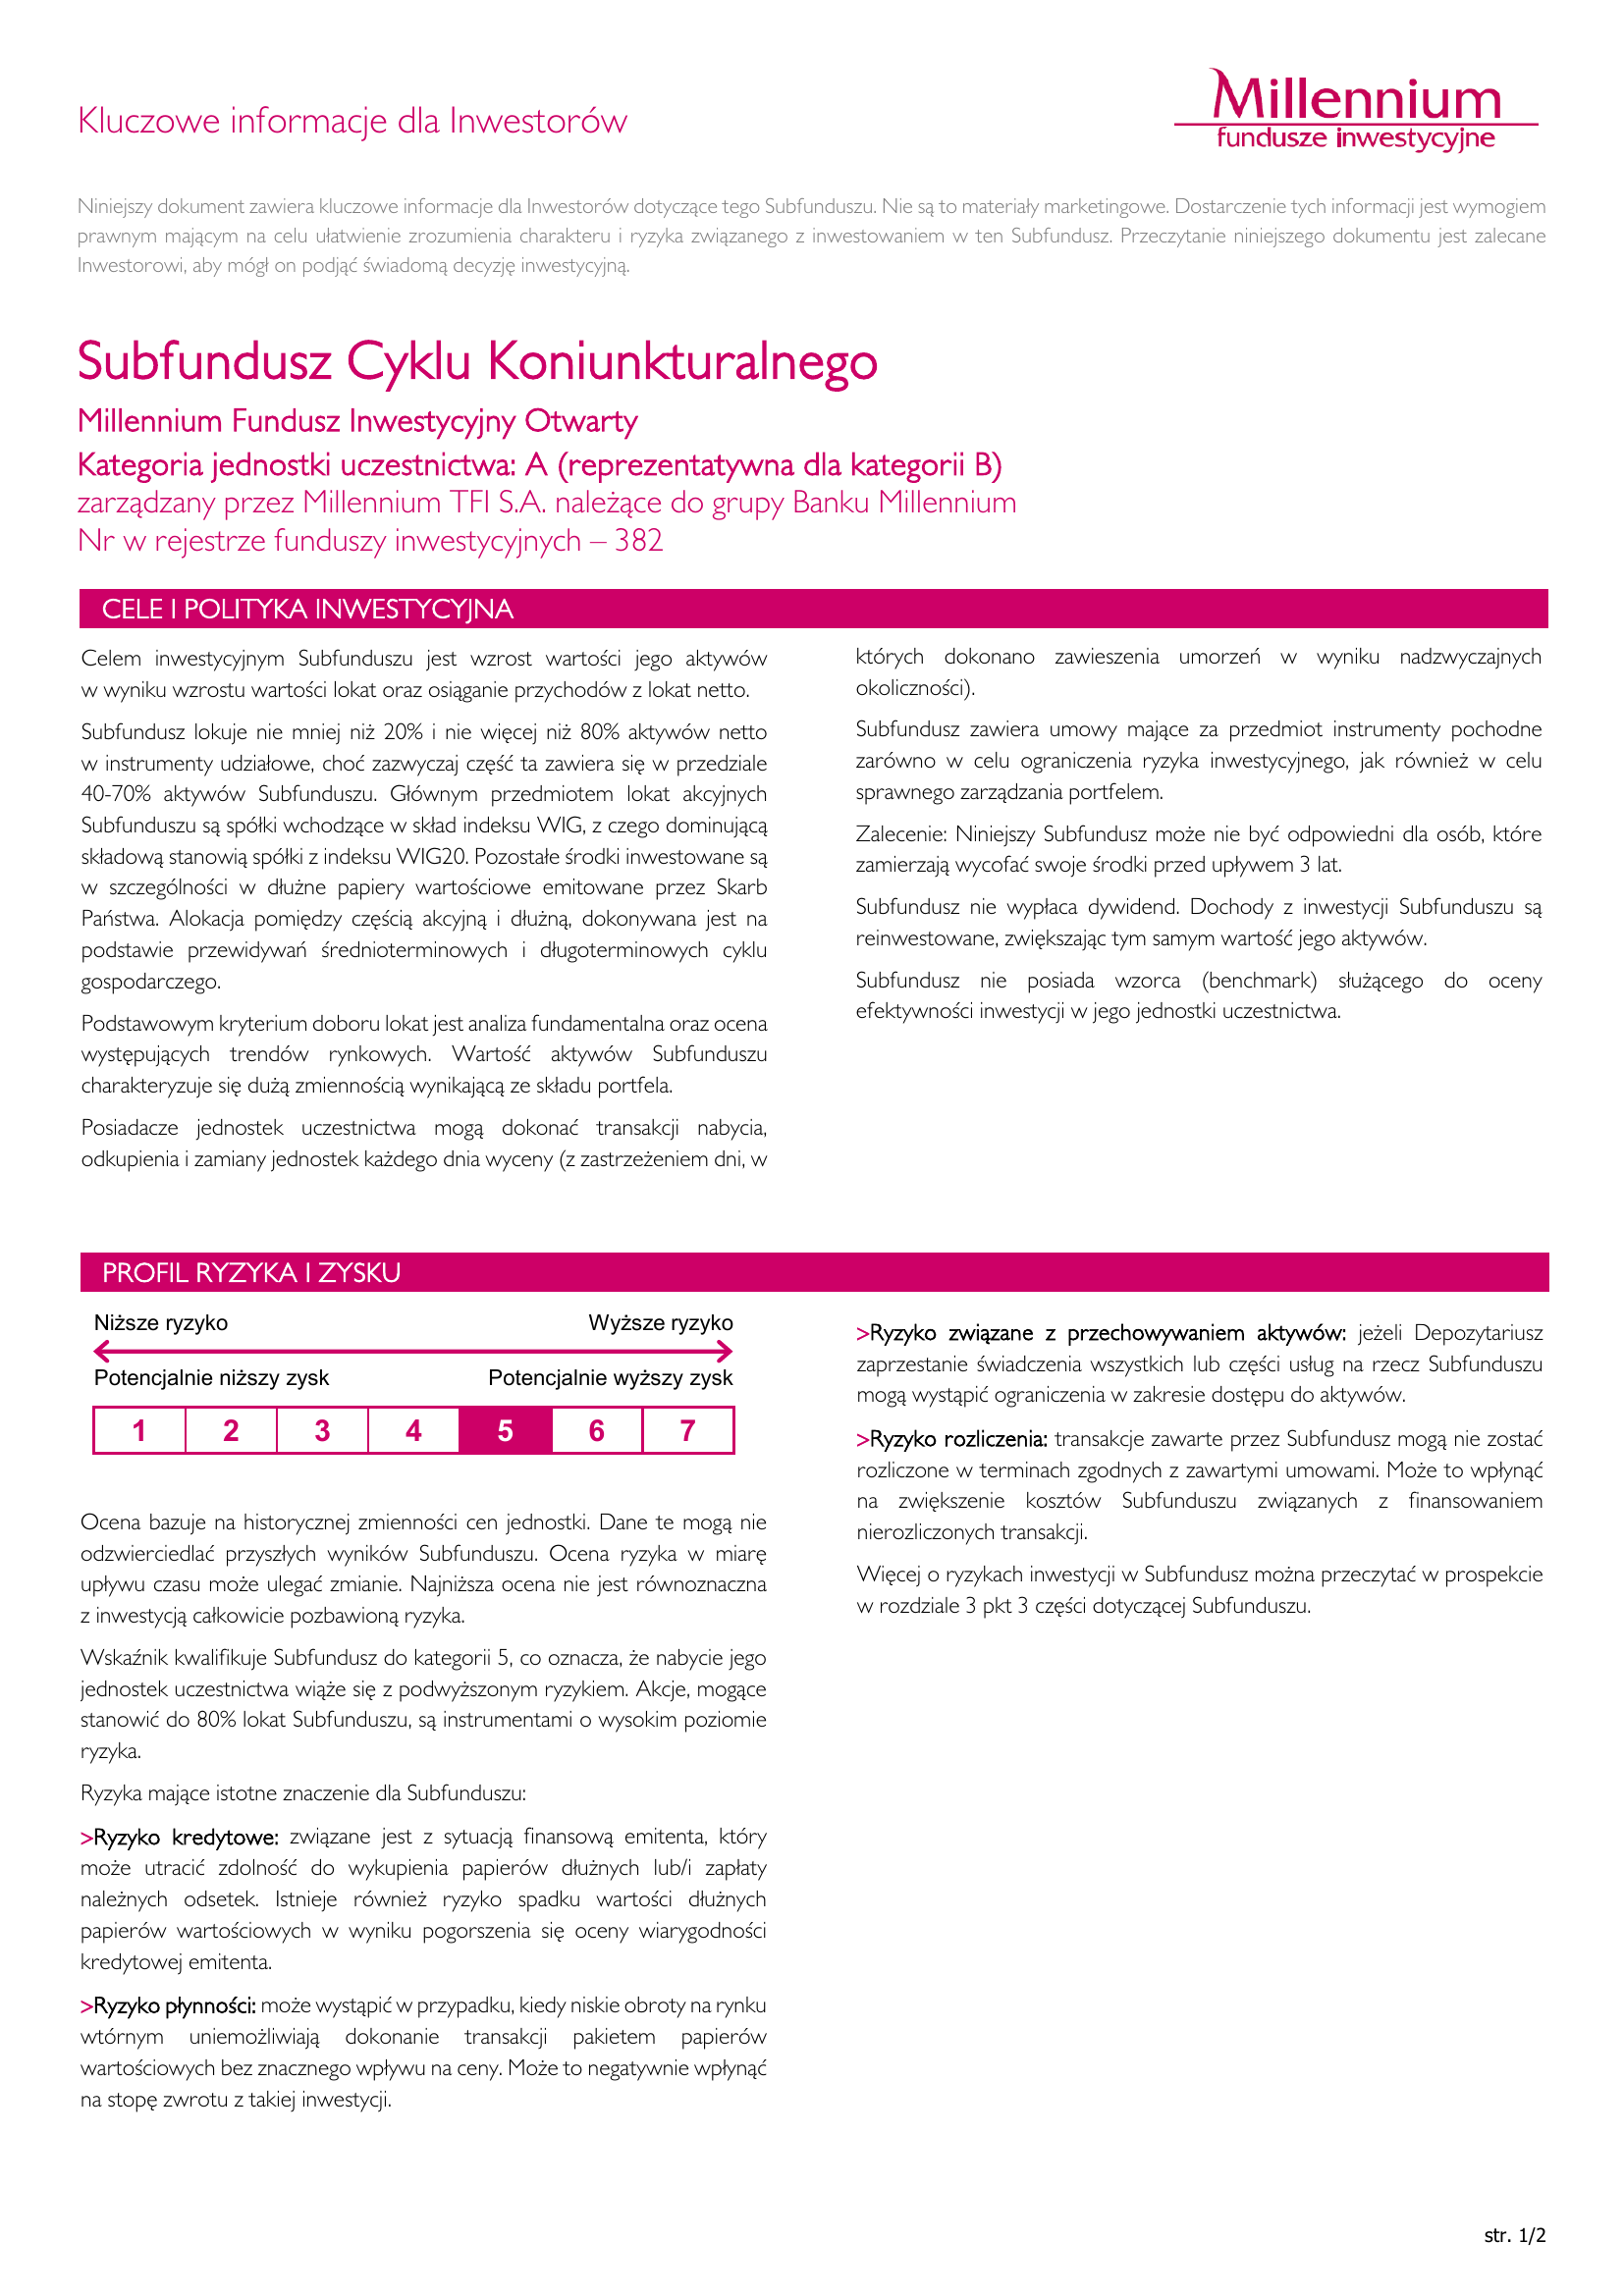 Kluczowe informacje dla Inwestorów
Millennium
fundusze inwestycyjne
Niniejszy dokument zawiera kluczowe informacje dla Inwestorów dotyczące tego Subfunduszu. Nie są to materiały marketingowe. Dostarczenie tych informacji jest wymogiem
prawnym mającym na celu ułatwienie zrozumienia charakteru i ryzyka związanego z inwestowaniem w ten Subfundusz. Przeczytanie niniejszego dokumentu jest zalecane
Inwestorowi, aby mógł on podjąć świadomą decyzję inwestycyjną.
Subfundusz Cyklu Koniunkturalnego
Millennium Fundusz Inwestycyjny Otwarty
Kategoria jednostki uczestnictwa: A (reprezentatywna dla kategorii B)
zarządzany przez Millennium TFI S.A. należące do grupy Banku Millennium
Nr w rejestrze funduszy inwestycyjnych – 382
CELE I POLITYKA INWESTYCYJNA
Celem inwestycyjnym Subfunduszu jest wzrost wartości jego aktywów
w wyniku wzrostu wartości lokat oraz osiąganie przychodów z lokat netto.
Subfundusz lokuje nie mniej niż 20% i nie więcej niż 80% aktywów netto
w instrumenty udziałowe, choć zazwyczaj część ta zawiera się w przedziale
40-70% aktywów Subfunduszu. Głównym przedmiotem lokat akcyjnych
Subfunduszu są spółki wchodzące w skład indeksu WIG, z czego dominującą
składową stanowią spółki z indeksu WIG20. Pozostałe środki inwestowane są
w szczególności w dłużne papiery wartościowe emitowane przez Skarb
Państwa. Alokacja pomiędzy częścią akcyjną i dłużną, dokonywana jest na
podstawie przewidywań średnioterminowych i długoterminowych cyklu
gospodarczego.
Podstawowym kryterium doboru lokat jest analiza fundamentalna oraz ocena
występujących trendów rynkowych. Wartość aktywów Subfunduszu
charakteryzuje się dużą zmiennością wynikającą ze składu portfela.
Posiadacze jednostek uczestnictwa mogą dokonać transakcji nabycia,
odkupienia i zamiany jednostek każdego dnia wyceny (z zastrzeżeniem dni, w
których dokonano zawieszenia umorzeń w wyniku nadzwyczajnych
okoliczności).
Subfundusz zawiera umowy mające za przedmiot instrumenty pochodne
zarówno w celu ograniczenia ryzyka inwestycyjnego, jak również w celu
sprawnego zarządzania portfelem.
Zalecenie: Niniejszy Subfundusz może nie być odpowiedni dla osób, które
zamierzają wycofać swoje środki przed upływem 3 lat.
Subfundusz nie wypłaca dywidend. Dochody z inwestycji Subfunduszu są
reinwestowane, zwiększając tym samym wartość jego aktywów.
Subfundusz nie posiada wzorca (benchmark) służącego do oceny
efektywności inwestycji w jego jednostki uczestnictwa.
PROFIL RYZYKA I ZYSKU
Niższe ryzyko Wyższe ryzyko
Potencjalnie niższy zysk Potencjalnie wyższy zysk
1 2 3 4 5 6 7
Ocena bazuje na historycznej zmienności cen jednostki. Dane te mogą nie
odzwierciedlać przyszłych wyników Subfunduszu. Ocena ryzyka w miarę
upływu czasu może ulegać zmianie. Najniższa ocena nie jest równoznaczna
z inwestycją całkowicie pozbawioną ryzyka.
Wskaźnik kwalifikuje Subfundusz do kategorii 5, co oznacza, że nabycie jego
jednostek uczestnictwa wiąże się z podwyższonym ryzykiem. Akcje, mogące
stanowić do 80% lokat Subfunduszu, są instrumentami o wysokim poziomie
ryzyka.
Ryzyka mające istotne znaczenie dla Subfunduszu:
>Ryzyko kredytowe: związane jest z sytuacją finansową emitenta, który
może utracić zdolność do wykupienia papierów dłużnych lub/i zapłaty
należnych odsetek. Istnieje również ryzyko spadku wartości dłużnych
papierów wartościowych w wyniku pogorszenia się oceny wiarygodności
kredytowej emitenta.
>Ryzyko płynności: może wystąpić w przypadku, kiedy niskie obroty na rynku
wtórnym uniemożliwiają dokonanie transakcji pakietem papierów
wartościowych bez znacznego wpływu na ceny. Może to negatywnie wpłynąć
na stopę zwrotu z takiej inwestycji.
>Ryzyko związane z przechowywaniem aktywów: jeżeli Depozytariusz
zaprzestanie świadczenia wszystkich lub części usług na rzecz Subfunduszu
mogą wystąpić ograniczenia w zakresie dostępu do aktywów.
>Ryzyko rozliczenia: transakcje zawarte przez Subfundusz mogą nie zostać
rozliczone w terminach zgodnych z zawartymi umowami. Może to wpłynąć
na zwiększenie kosztów Subfunduszu związanych z finansowaniem
nierozliczonych transakcji.
Więcej o ryzykach inwestycji w Subfundusz można przeczytać w prospekcie
w rozdziale 3 pkt 3 części dotyczącej Subfunduszu.
str. 1/2